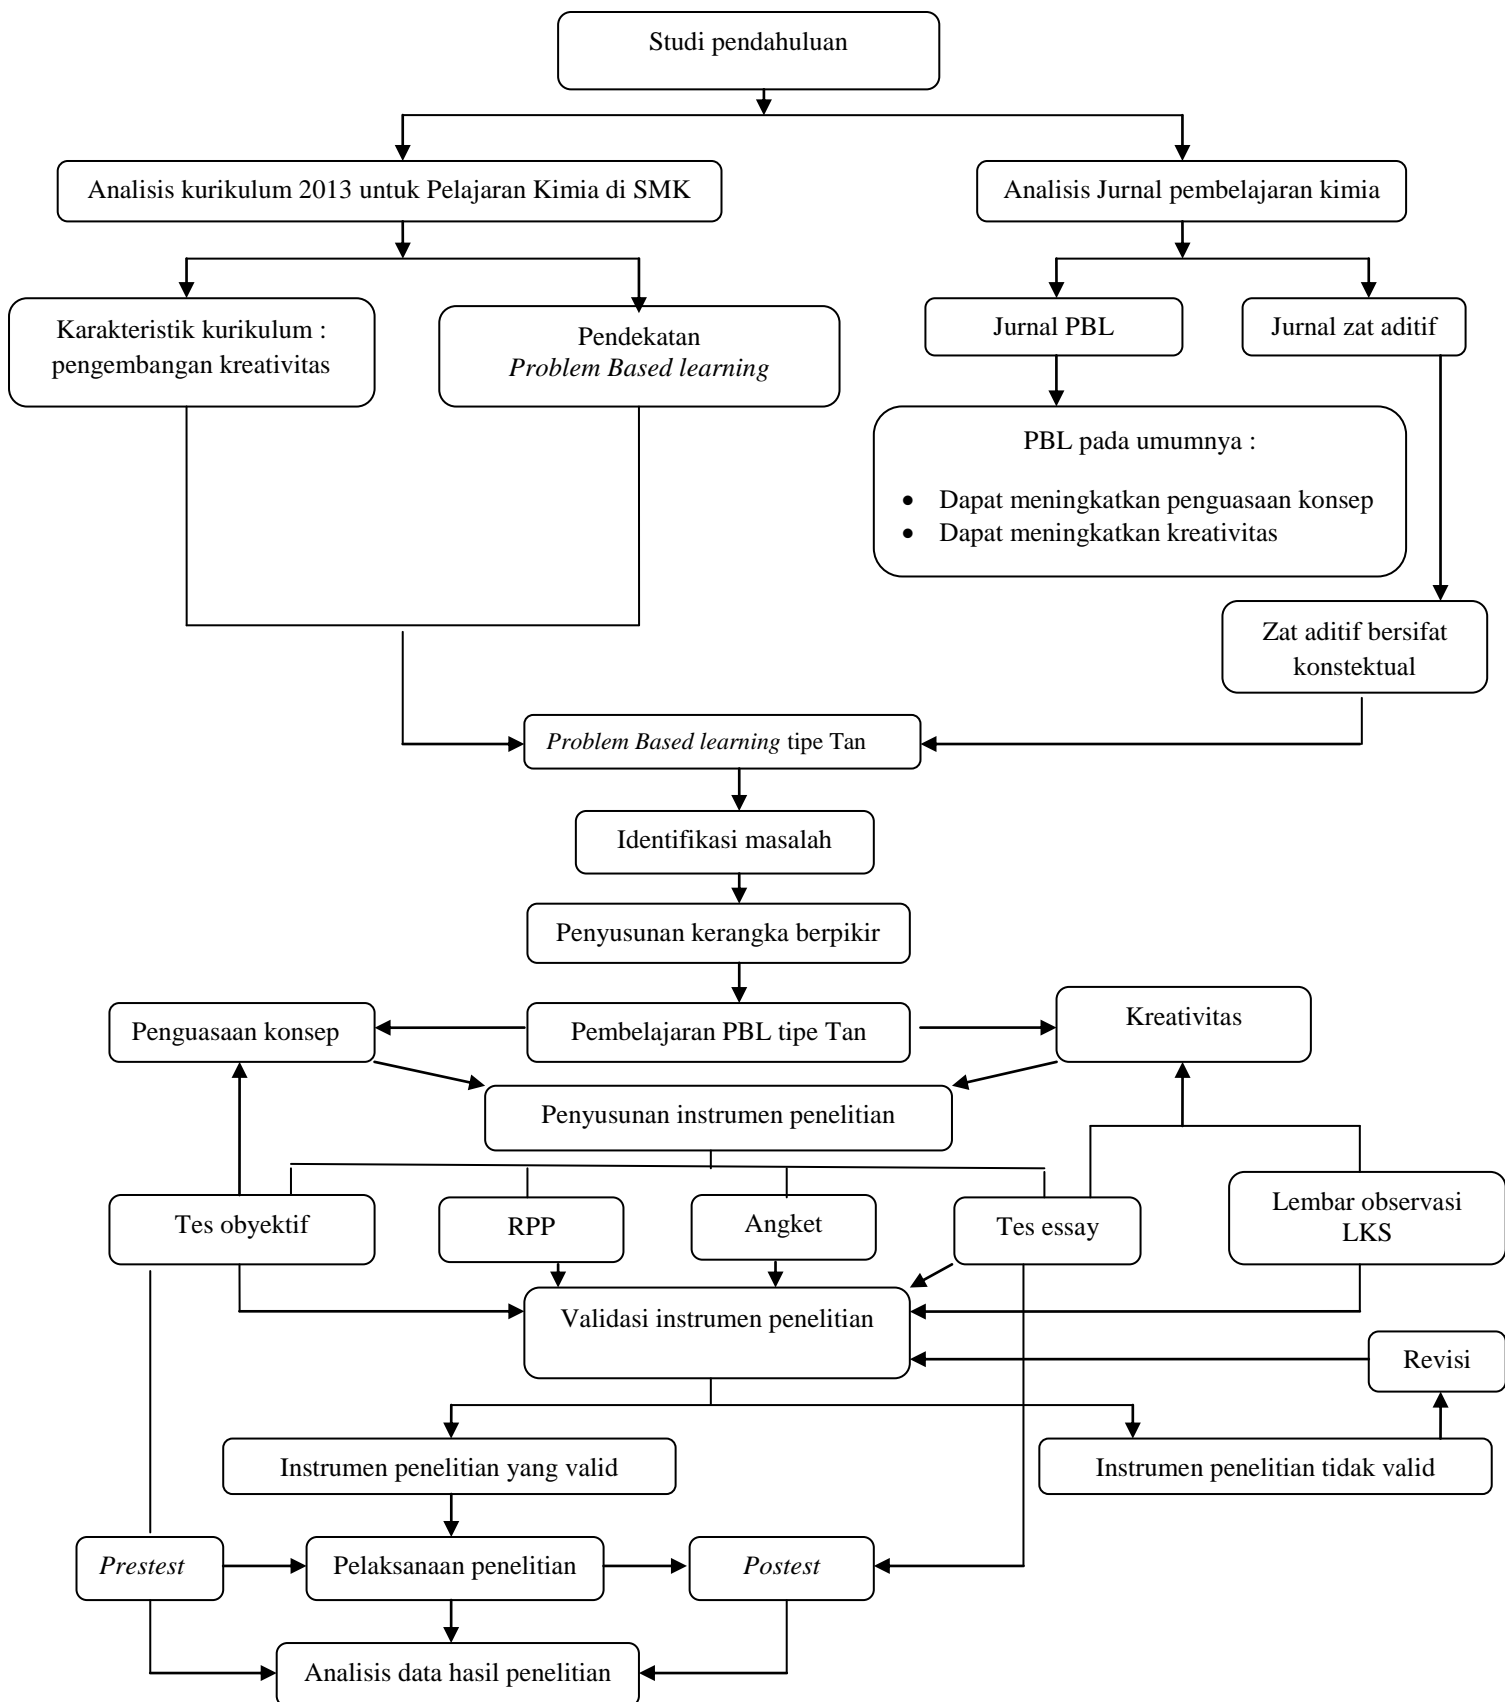 Studi pendahuluan
Analisis kurikulum 2013 untuk Pelajaran Kimia di SMK
Analisis Jurnal pembelajaran kimia
Karakteristik kurikulum :
pengembangan kreativitas
Pendekatan
Problem Based learning
Jurnal PBL
Jurnal zat aditif
PBL pada umumnya :
• Dapat meningkatkan penguasaan konsep
• Dapat meningkatkan kreativitas
Zat aditif bersifat
konstektual
Problem Based learning tipe Tan
Identifikasi masalah
Penyusunan kerangka berpikir
Penguasaan konsep
Pembelajaran PBL tipe Tan
Kreativitas
Penyusunan instrumen penelitian
Tes obyektif
RPP
Angket
Tes essay
Lembar observasi
LKS
Validasi instrumen penelitian
Revisi
Instrumen penelitian yang valid
Instrumen penelitian tidak valid
Prestest
Pelaksanaan penelitian
Postest
Analisis data hasil penelitian